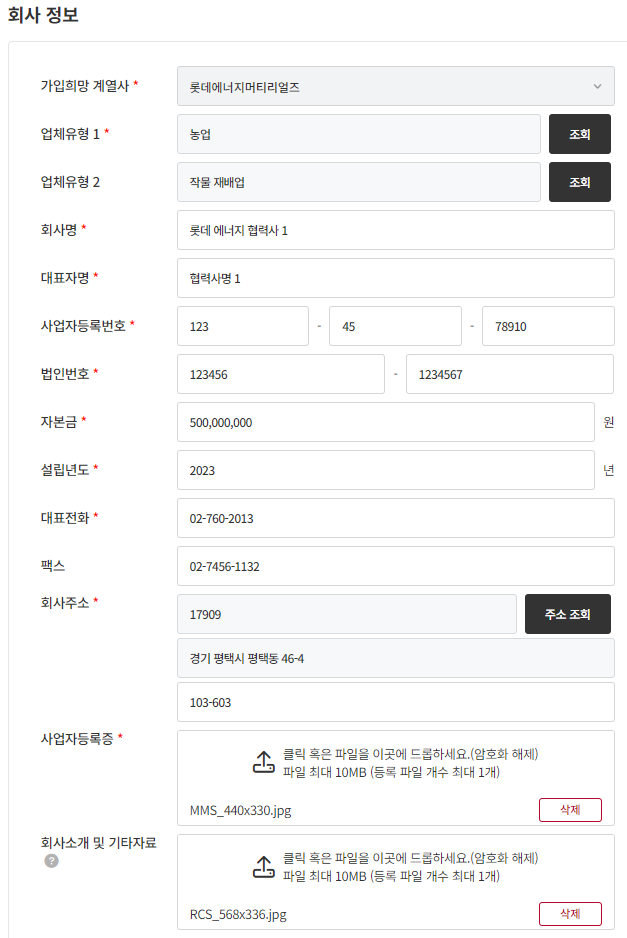 회사 정보
가입희망 계열사 * 롯데에너지머티리얼즈
업체유형 1 * 농업 조회
업체유형 2 작물 재배업 조회
회사명 * 롯데 에너지 협력사 1
대표자명 * 협력사명 1
사업자등록번호 * 123 - 45 - 78910
법인번호 * 123456 - 1234567
자본금 * 500,000,000 원
설립년도 * 2023 년
대표전화 * 02-760-2013
팩스 02-7456-1132
회사주소 * 17909 주소 조회
경기 평택시 평택동 46-4
103-603
사업자등록증 *
클릭 혹은 파일을 이곳에 드롭하세요.(암호화 해제)
파일 최대 10MB (등록 파일 개수 최대 1개)
MMS_440x330.jpg 삭제
회사소개 및 기타자료
?
클릭 혹은 파일을 이곳에 드롭하세요.(암호화 해제)
파일 최대 10MB (등록 파일 개수 최대 1개)
RCS_568x336.jpg 삭제